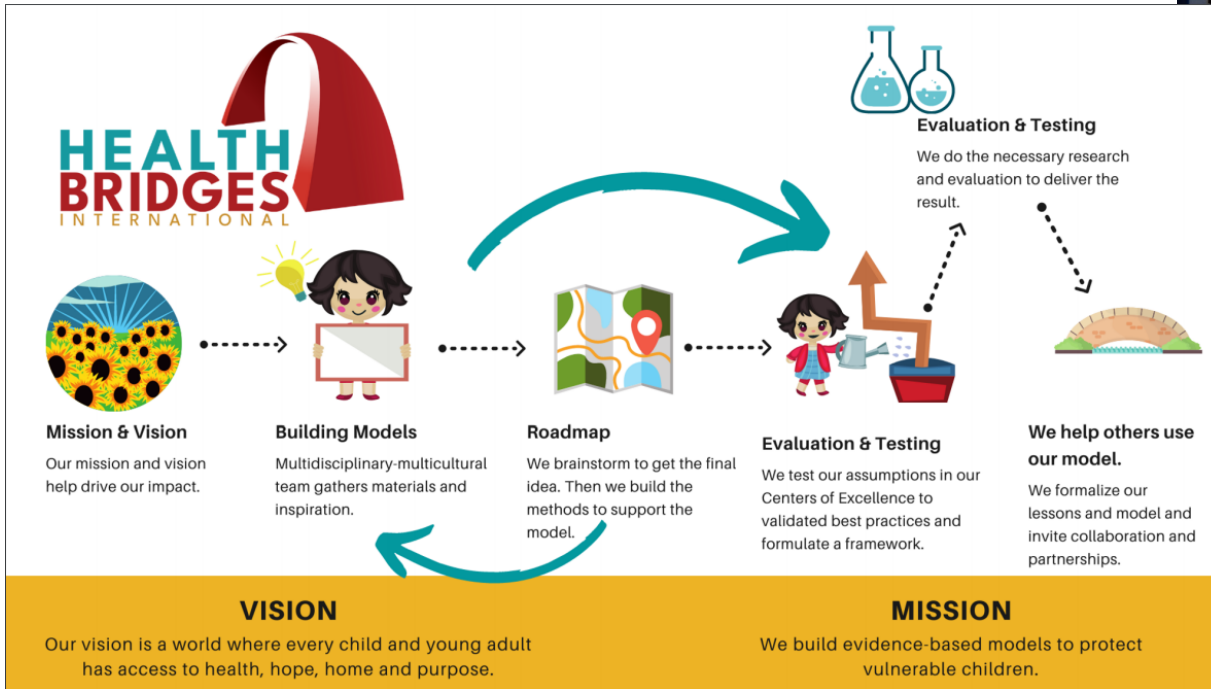 HEALTH
BRIDGES
INTERNATIONAL
Evaluation & Testing
We do the necessary research
and evaluation to deliver the
result.
Mission & Vision
Our mission and vision
help drive our impact.
Building Models
Multidisciplinary-multicultural
team gathers materials and
inspiration.
Roadmap
We brainstorm to get the final
idea. Then we build the
methods to support the
model.
Evaluation & Testing
We test our assumptions in our
Centers of Excellence to
validated best practices and
formulate a framework.
We help others use
our model.
We formalize our
lessons and model and
invite collaboration and
partnerships.
VISION
Our vision is a world where every child and young adult
has access to health, hope, home and purpose.
MISSION
We build evidence-based models to protect
vulnerable children.